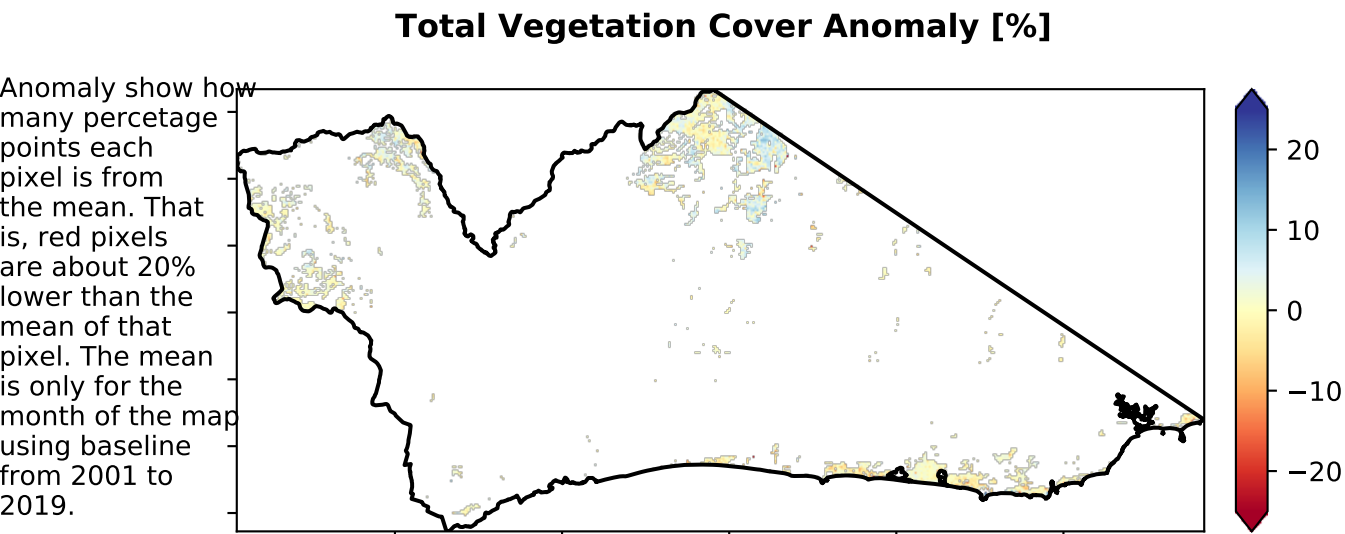 Total Vegetation Cover Anomaly [%]
Anomaly show how
many percetage
points each
pixel is from
the mean. That
is, red pixels
are about 20%
lower than the
mean of that
pixel. The mean
is only for the
month of the map
using baseline
from 2001 to
2019.
20
10
0
−10
−20